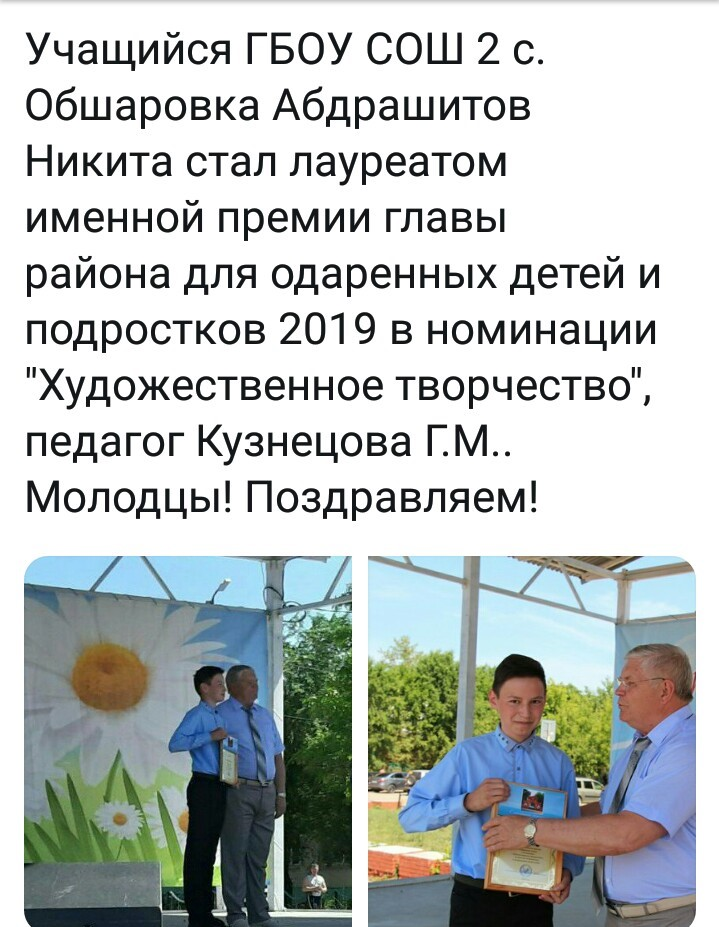 Учащийся ГБОУ СОШ 2 с.
Обшаровка Абдрашитов
Никита стал лауреатом
именной премии главы
района для одаренных детей и
подростков 2019 в номинации
"Художественное творчество",
педагог Кузнецова Г.М..
Молодцы! Поздравляем!